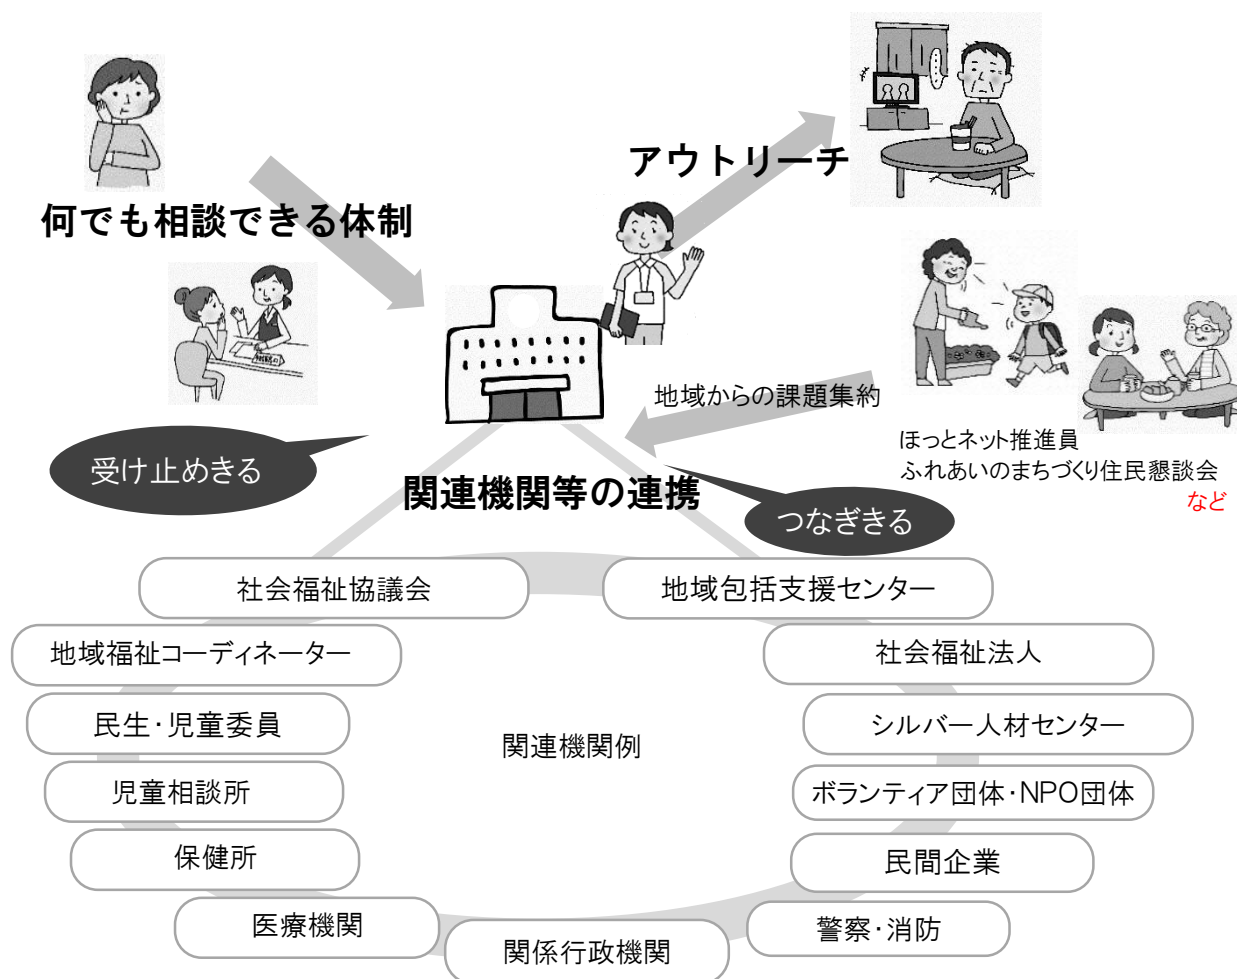 アウトリーチ
何でも相談できる体制
地域からの課題集約
ほっとネット推進員
ふれあいのまちづくり住民懇談会
など
受け止めきる
関連機関等の連携
つなぎきる
社会福祉協議会
地域包括支援センター
地域福祉コーディネーター
社会福祉法人
民生・児童委員
シルバー人材センター
関連機関例
児童相談所
ボランティア団体・NPO団体
保健所
民間企業
医療機関
警察・消防
関係行政機関